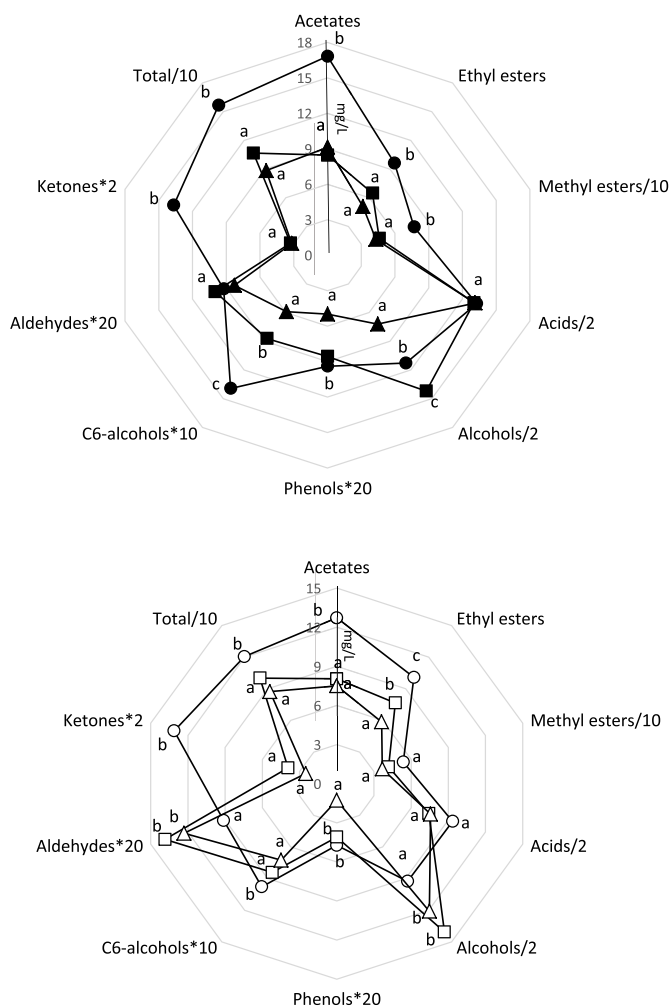 Acetates
18 b
Total/10 Ethyl esters
b 15
mg/L
a 12 a
9 b
a a
Ketones*2 6 a Methyl esters/10
b b
3
a 0 a
a
Aldehydes*20 a a Acids/2
b b
c b c
C6-alcohols*10 Alcohols/2
Phenols*20
Acetates
15
b
Total/10 12 Ethyl esters
b mg/L c
9 a
a a a b
Ketones*2 6 Methyl esters/10
b 3
a a
a 0 a
b b a a
Aldehydes*20 b Acids/2
a b a
b b
C6-alcohols*10 b Alcohols/2
Phenols*20